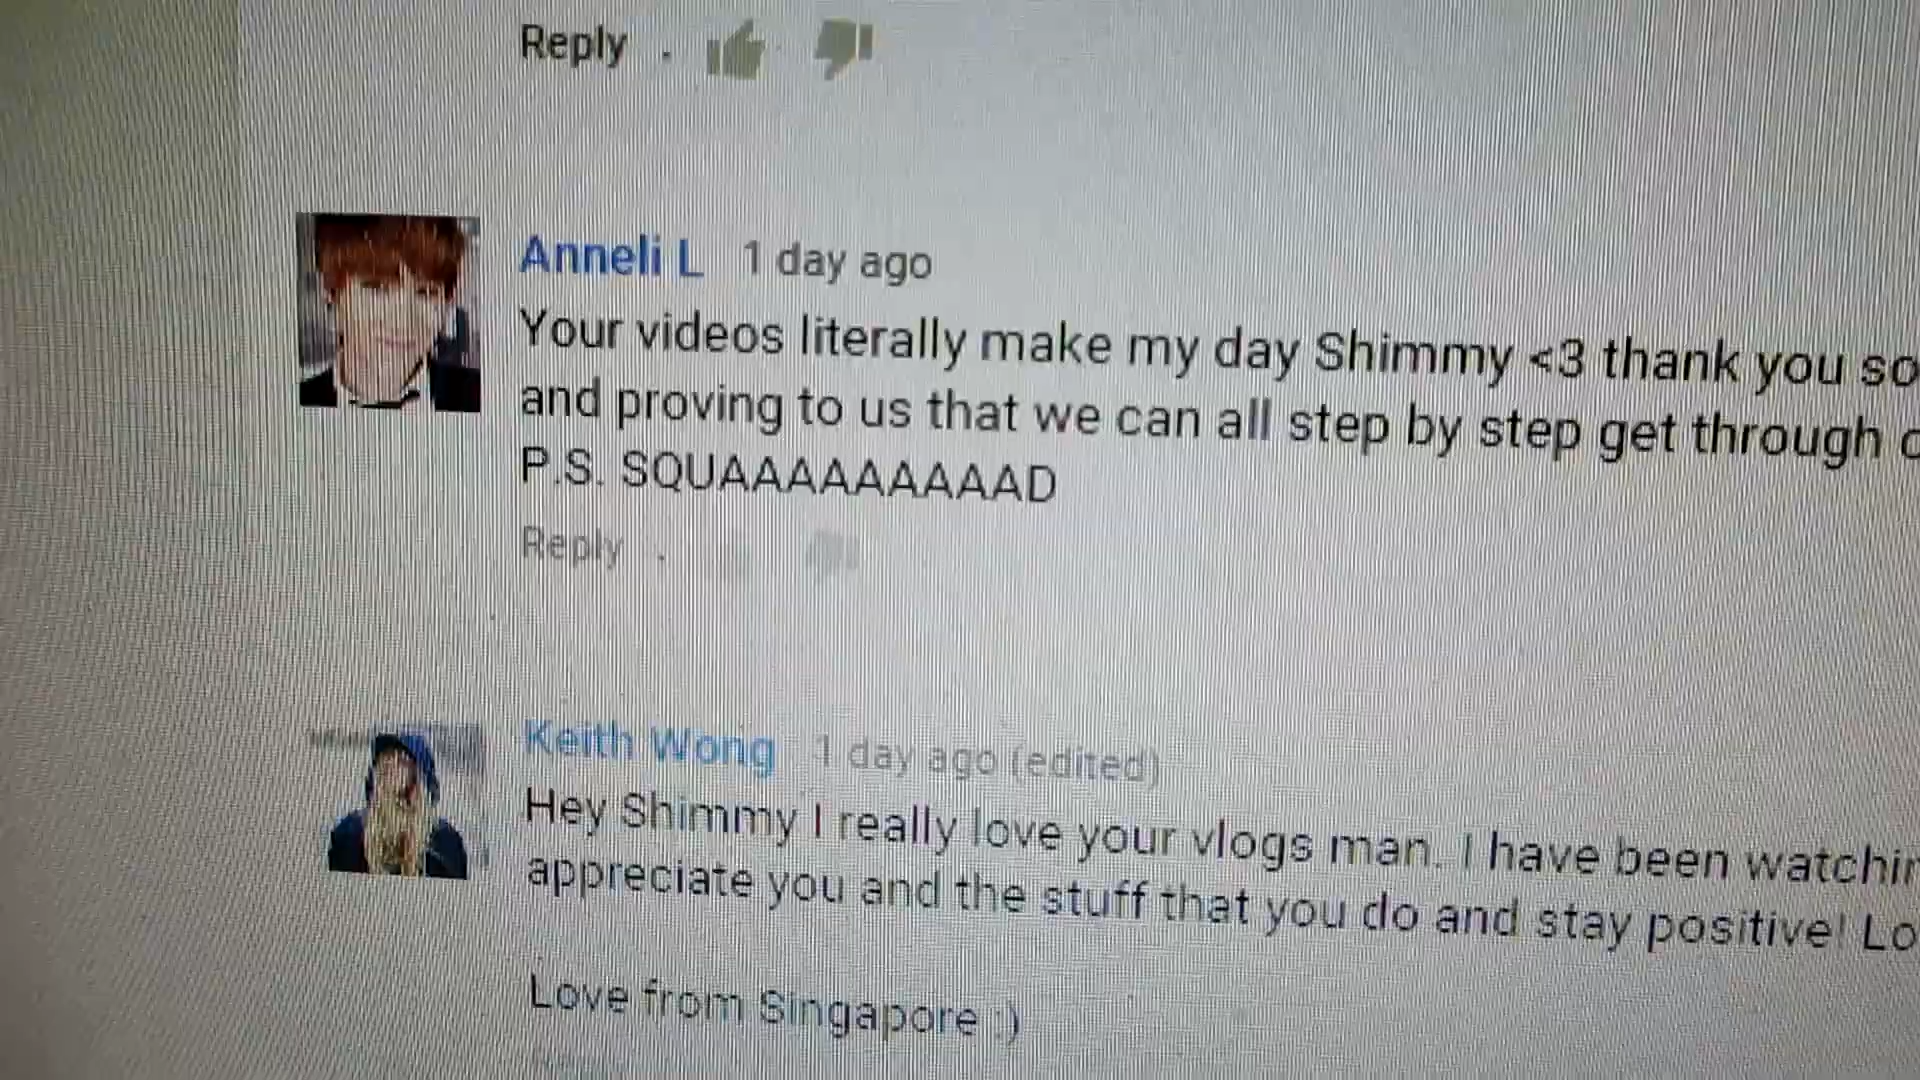 Reply .
Anneli L 1 day ago
Your videos literally make my day Shimmy <3 thank you so
and proving to us that we can all step by step get through
P.S. SQUAAAAAAAAAAD
Reply .
Keith Wong 1 day ago (edited)
Hey Shimmy I really love your vlogs man. I have been
appreciate you and the stuff that you do and stay positive!
Love from Singapore :)